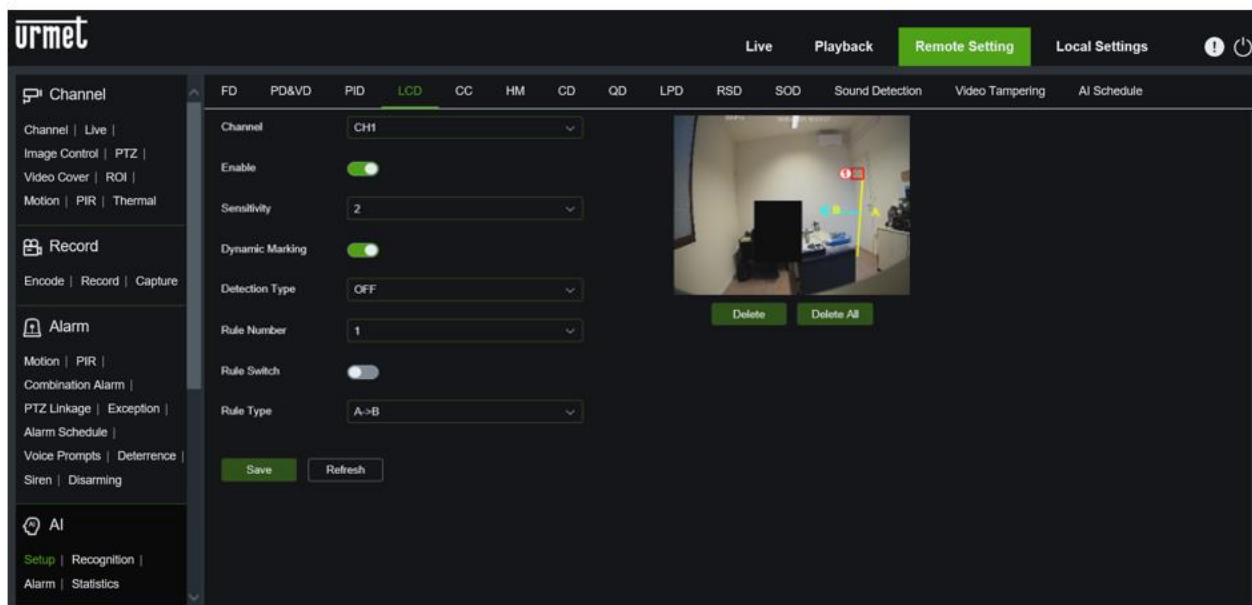 urmet
Live Playback Remote Setting Local Settings
Channel
Channel | Live |
Image Control | PTZ |
Video Cover | ROI |
Motion | PIR | Thermal
Record
Encode | Record | Capture
Alarm
Motion | PIR |
Combination Alarm |
PTZ Linkage | Exception |
Alarm Schedule |
Voice Prompts | Deterrence |
Siren | Disarming
AI
Setup | Recognition |
Alarm | Statistics
FD PD&VD PID LCD CC HM CD QD LPD RSD SOD Sound Detection Video Tampering AI Schedule
Channel CH1
Enable
Sensitivity 2
Dynamic Marking
Detection Type OFF
Rule Number 1
Rule Switch
Rule Type A->B
Save Refresh
1
B A
Delete Delete All